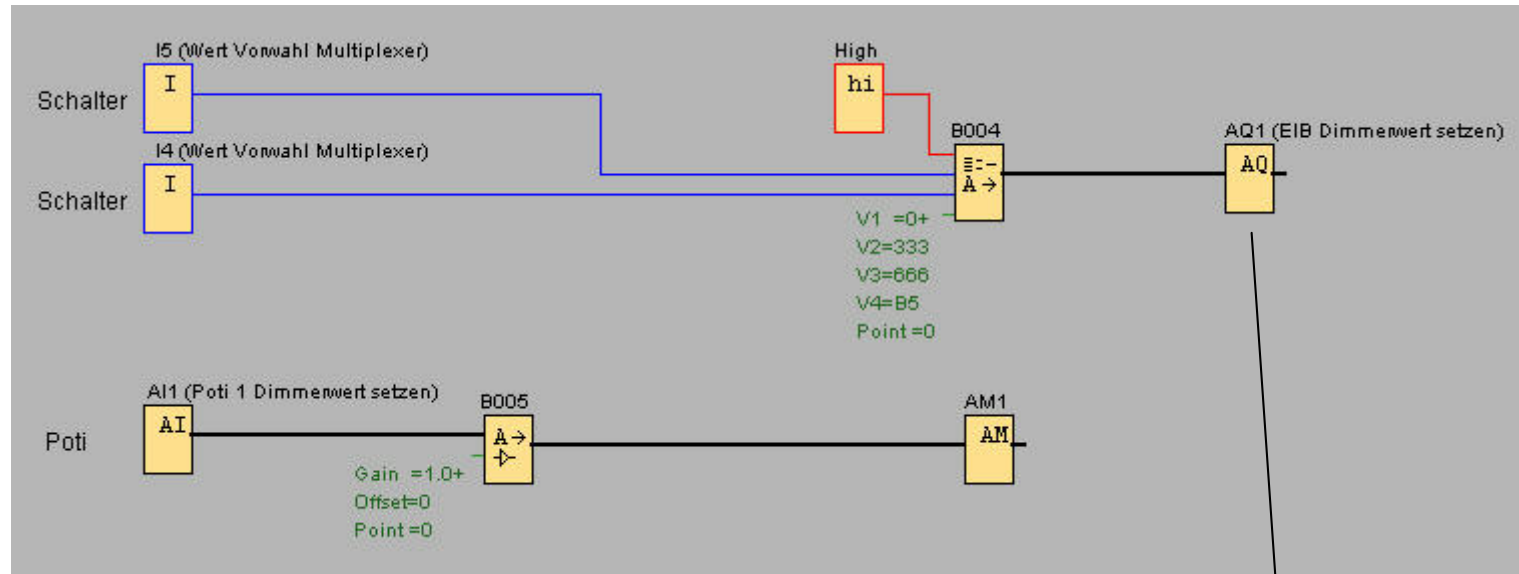 I5 (Wert Vorwahl Multiplexer)
High
Schalter
I
hi
I4 (Wert Vorwahl Multiplexer)
B004
AQ1 (EIB Dimmerwert setzen)
Schalter
I
A→
AQ
V1 =0+
V2=333
V3=666
V4=B5
Point =0
AI1 (Poti 1 Dimmerwert setzen)
B005
AM1
Poti
AI
A→
AM
Gain =1.0+
Offset=0
Point =0